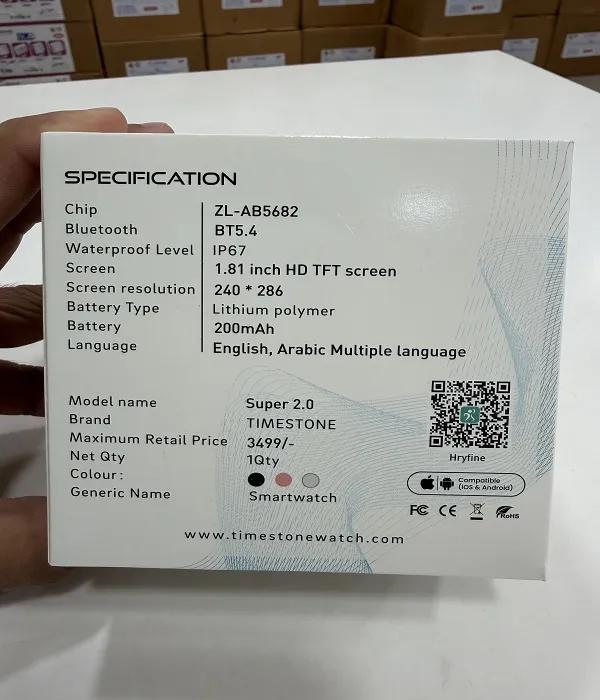 SPECIFICATION
Chip ZL-AB5682
Bluetooth BT5.4
Waterproof Level IP67
Screen 1.81 inch HD TFT screen
Screen resolution 240 * 286
Battery Type Lithium polymer
Battery 200mAh
Language English, Arabic Multiple language
Model name Super 2.0
Brand TIMESTONE
Maximum Retail Price 3499/-
Net Qty 1Qty
Colour :
Generic Name Smartwatch
Hryfine
Compatible
(iOS & Android)
FC CE RoHS
www.timestonewatch.com